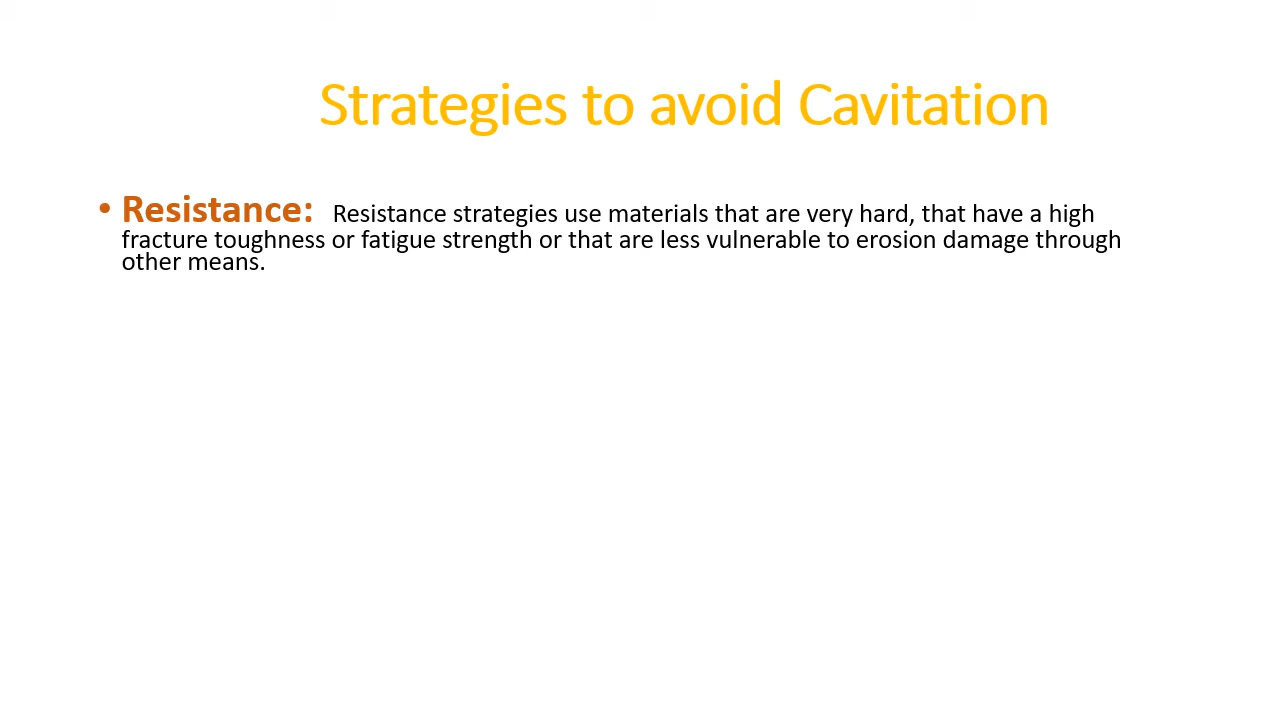 Strategies to avoid Cavitation
• Resistance: Resistance strategies use materials that are very hard, that have a high
fracture toughness or fatigue strength or that are less vulnerable to erosion damage through
other means.